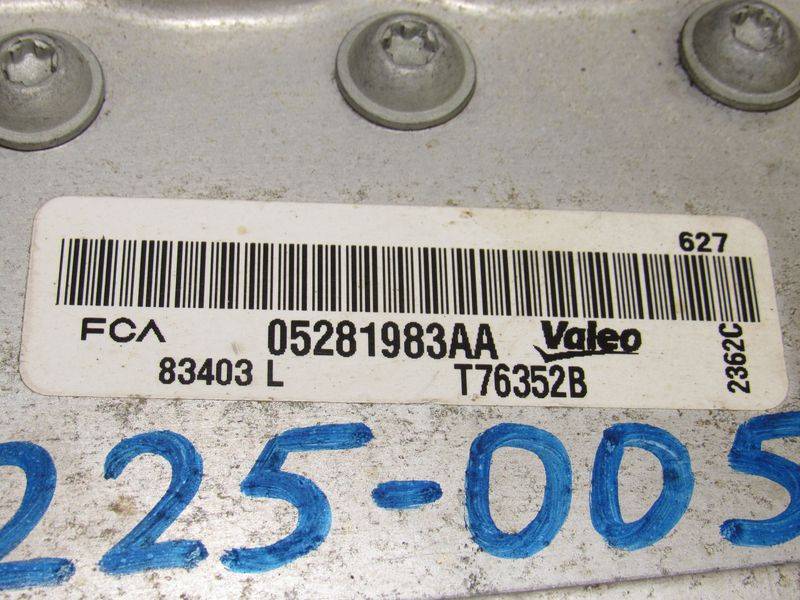 627
FCA 05281983AA Valeo
83403 L T76352B
2362C
225-005